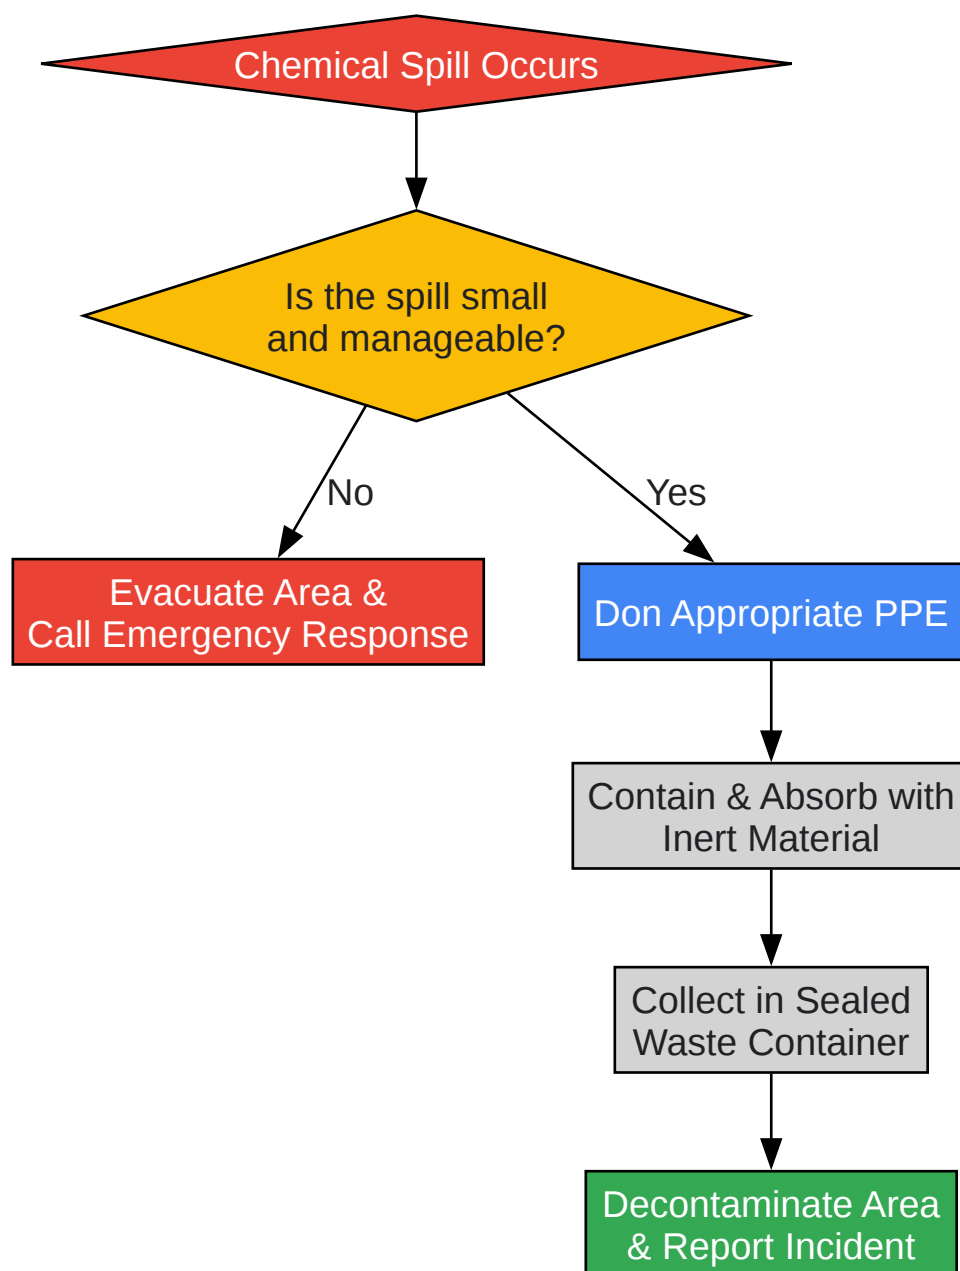 Chemical Spill Occurs
Is the spill small
and manageable?
No
Yes
Evacuate Area &
Call Emergency Response
Don Appropriate PPE
Contain & Absorb with
Inert Material
Collect in Sealed
Waste Container
Decontaminate Area
& Report Incident